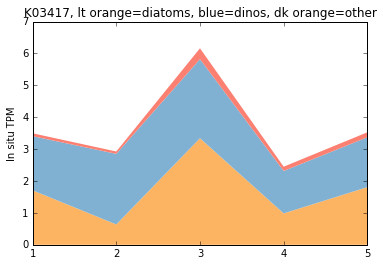 K03417, lt orange=diatoms, blue=dinos, dk orange=other
7
6
5
4
3
2
1
0
In situ TPM
1 2 3 4 5